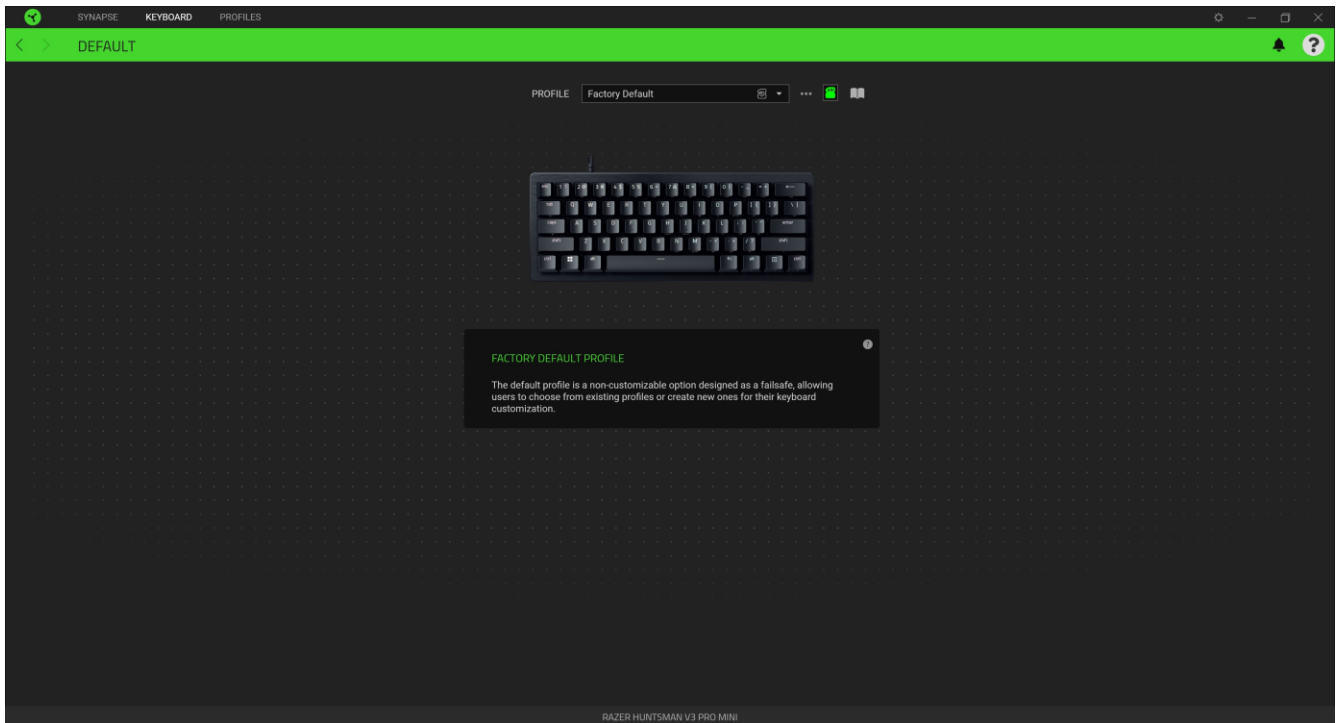 SYNAPSE KEYBOARD PROFILES
DEFAULT
?
PROFILE Factory Default
FACTORY DEFAULT PROFILE
?
The default profile is a non-customizable option designed as a failsafe, allowing
users to choose from existing profiles or create new ones for their keyboard
customization.
RAZER HUNTSMAN V3 PRO MINI